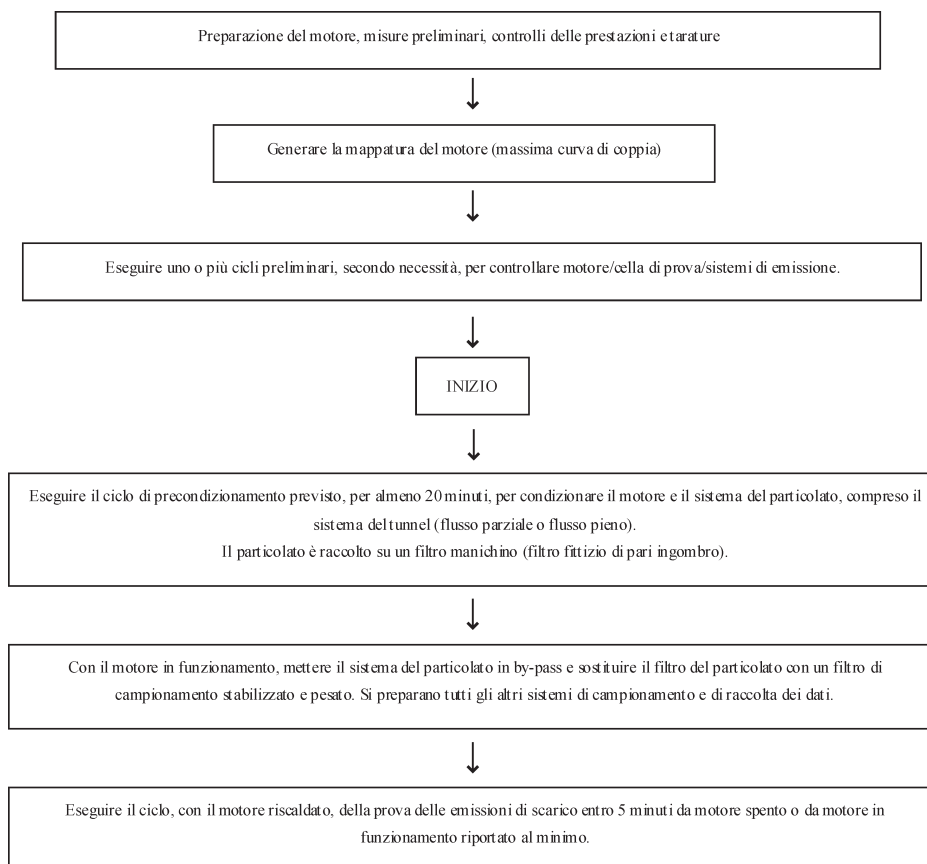 Preparazione del motore, misure preliminari, controlli delle prestazioni e tarature
Generare la mappatura del motore (massima curva di coppia)
Eseguire uno o più cicli preliminari, secondo necessità, per controllare motore/cella di prova/sistemi di emissione.
INIZIO
Eseguire il ciclo di precondizionamento previsto, per almeno 20 minuti, per condizionare il motore e il sistema del particolato, compreso il
sistema del tunnel (flusso parziale o flusso pieno).
Il particolato è raccolto su un filtro manichino (filtro fittizio di pari ingombro).
Con il motore in funzionamento, mettere il sistema del particolato in by-pass e sostituire il filtro del particolato con un filtro di
campionamento stabilizzato e pesato. Si preparano tutti gli altri sistemi di campionamento e di raccolta dei dati.
Eseguire il ciclo, con il motore riscaldato, della prova delle emissioni di scarico entro 5 minuti da motore spento o da motore in
funzionamento riportato al minimo.